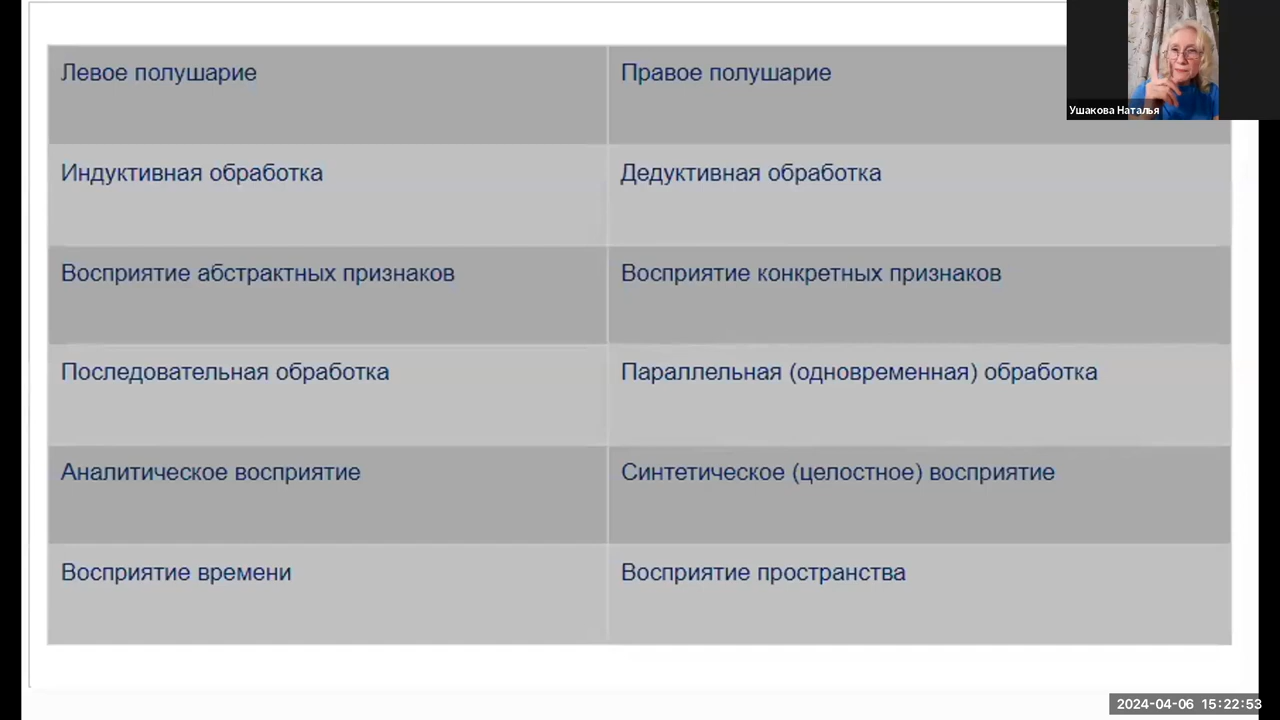 Левое полушарие
Правое полушарие
Ушакова Наталья
Индуктивная обработка
Дедуктивная обработка
Восприятие абстрактных признаков
Восприятие конкретных признаков
Последовательная обработка
Параллельная (одновременная) обработка
Аналитическое восприятие
Синтетическое (целостное) восприятие
Восприятие времени
Восприятие пространства
2024-04-06 15:22:53